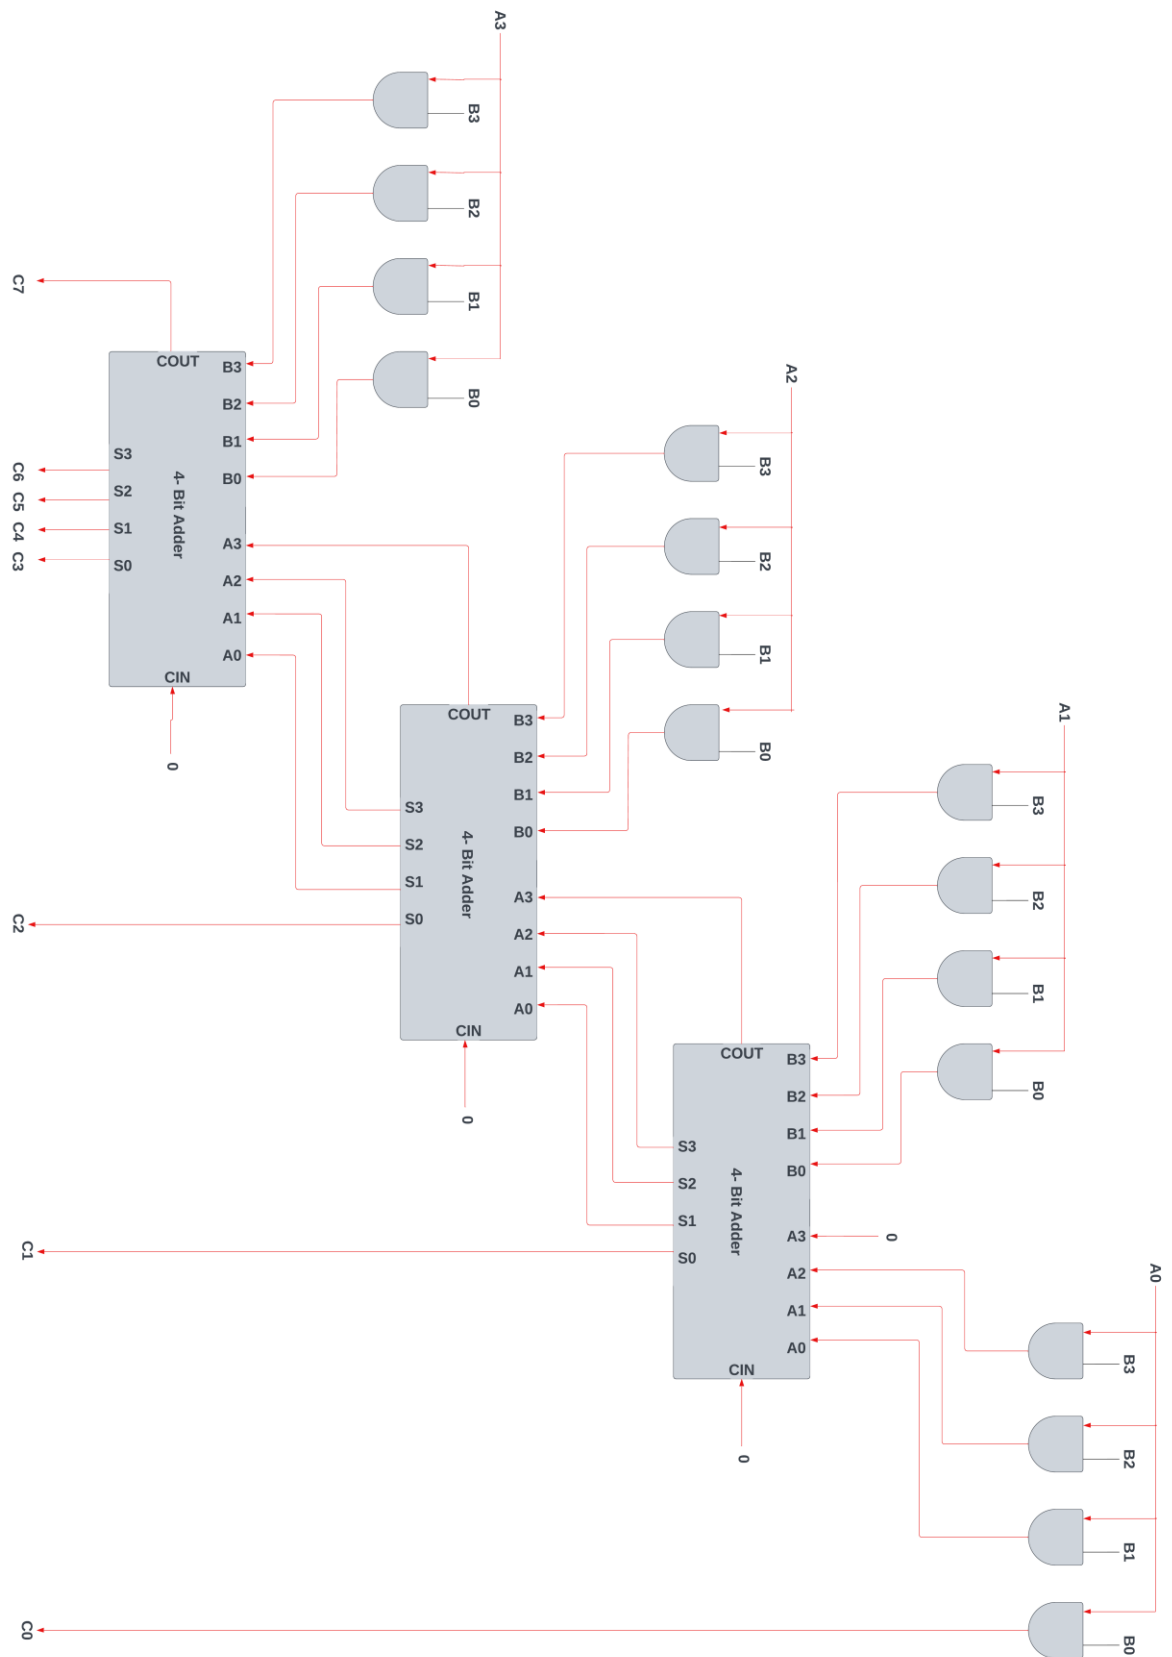 A3
B3
B2
B1
B0
C7
COUT
B3
B2
B1
B0
A3
A2
A1
A0
S3
S2
S1
S0
4- Bit Adder
CIN
0
C6
C5
C4
C3
A2
B3
B2
B1
B0
COUT
B3
B2
B1
B0
A3
A2
A1
A0
S3
S2
S1
S0
4- Bit Adder
CIN
0
C2
A1
B3
B2
B1
B0
COUT
B3
B2
B1
B0
A3
A2
A1
A0
0
S3
S2
S1
S0
4- Bit Adder
CIN
0
C1
A0
B3
B2
B1
B0
C0